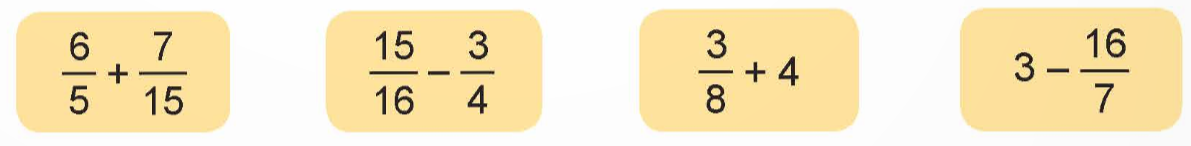 6/5 + 7/15
15/16 – 3/4
3/8 + 4
3 – 16/7